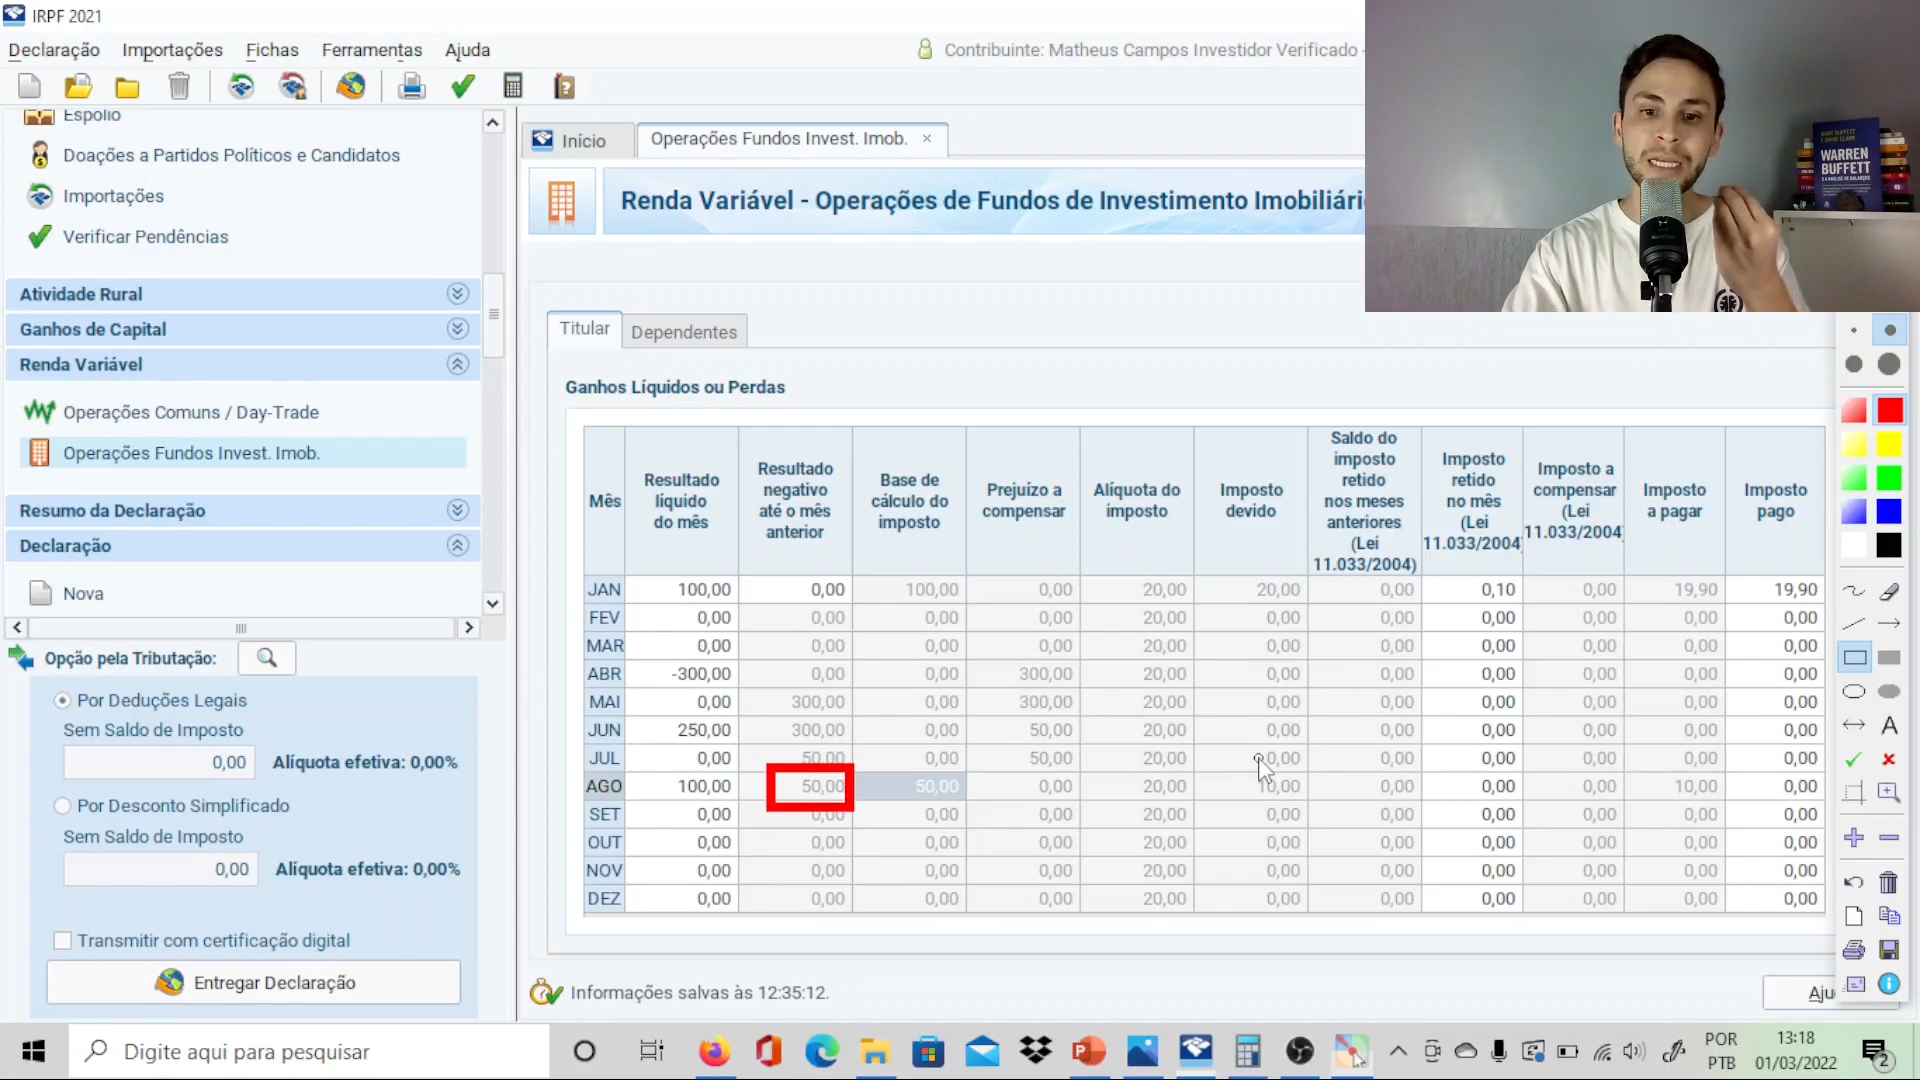 IRPF 2021
Declaração Importações Fichas Ferramentas Ajuda
Contribuinte: Matheus Campos Investidor Verificado -
Espólio
Doações a Partidos Políticos e Candidatos
Importações
Verificar Pendências
Atividade Rural
Ganhos de Capital
Renda Variável
Operações Comuns / Day-Trade
Operações Fundos Invest. Imob.
Resumo da Declaração
Declaração
Nova
Opção pela Tributação:
Por Deduções Legais
Sem Saldo de Imposto
0,00 Alíquota efetiva: 0,00%
Por Desconto Simplificado
Sem Saldo de Imposto
0,00 Alíquota efetiva: 0,00%
Transmitir com certificação digital
Entregar Declaração
Início Operações Fundos Invest. Imob. ×
Renda Variável - Operações de Fundos de Investimento Imobiliári
WARREN
BUFFETT
Titular Dependentes
Ganhos Líquidos ou Perdas
Mês
Resultado
líquido
do mês
Resultado
negativo
até o mês
anterior
Base de
cálculo do
imposto
Prejuízo a
compensar
Alíquota do
imposto
Imposto
devido
Saldo do
imposto
retido
nos meses
anteriores
(Lei
11.033/2004)
Imposto
retido
no mês
(Lei
11.033/2004)
Imposto a
compensar
(Lei
11.033/2004)
Imposto
a pagar
Imposto
pago
JAN 100,00 0,00 100,00 0,00 20,00 20,00 0,00 0,10 0,00 19,90 19,90
FEV 0,00 0,00 0,00 0,00 20,00 0,00 0,00 0,00 0,00 0,00 0,00
MAR 0,00 0,00 0,00 0,00 20,00 0,00 0,00 0,00 0,00 0,00 0,00
ABR -300,00 0,00 0,00 300,00 20,00 0,00 0,00 0,00 0,00 0,00 0,00
MAI 0,00 300,00 0,00 300,00 20,00 0,00 0,00 0,00 0,00 0,00 0,00
JUN 250,00 300,00 0,00 50,00 20,00 0,00 0,00 0,00 0,00 0,00 0,00
JUL 0,00 50,00 0,00 50,00 20,00 0,00 0,00 0,00 0,00 0,00 0,00
AGO 100,00 50,00 50,00 0,00 20,00 10,00 0,00 0,00 0,00 10,00 0,00
SET 0,00 0,00 0,00 0,00 20,00 0,00 0,00 0,00 0,00 0,00 0,00
OUT 0,00 0,00 0,00 0,00 20,00 0,00 0,00 0,00 0,00 0,00 0,00
NOV 0,00 0,00 0,00 0,00 20,00 0,00 0,00 0,00 0,00 0,00 0,00
DEZ 0,00 0,00 0,00 0,00 20,00 0,00 0,00 0,00 0,00 0,00 0,00
Informações salvas às 12:35:12.
Aju
Digite aqui para pesquisar
POR
PTB
13:18
01/03/2022
2